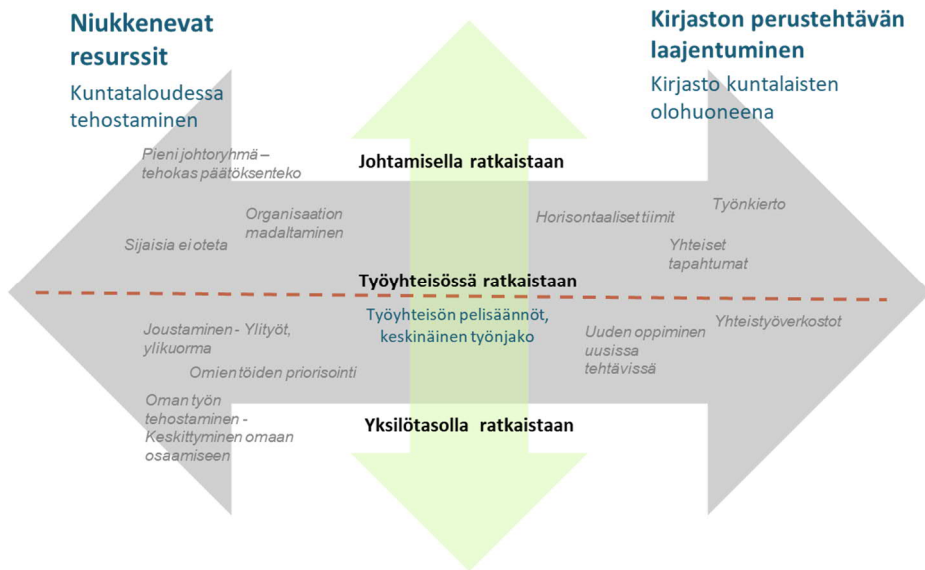 Niukkenevat
resurssit
Kuntataloudessa
tehostaminen
Kirjaston perustehtävän
laajentuminen
Kirjasto kuntalaisten
olohuoneena
Pieni johtoryhmä –
tehokas päätöksenteko
Johtamisella ratkaistaan
Organisaation
madaltaminen
Sijaisia ei oteta
Horisontaaliset tiimit
Työnkierto
Yhteiset
tapahtumat
Työyhteisössä ratkaistaan
Työyhteisön pelisäännöt,
keskinäinen työnjako
Joustaminen - Ylityöt,
ylikuorma
Omien töiden priorisointi
Oman työn
tehostaminen -
Keskittyminen omaan
osaamiseen
Uuden oppiminen
uusissa
tehtävissä
Yhteistyöverkostot
Yksilötasolla ratkaistaan